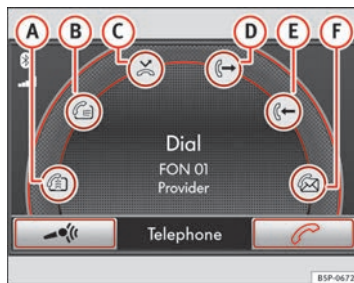 A B C D E F
Dial
FON 01
Provider
Telephone
B5P-0672